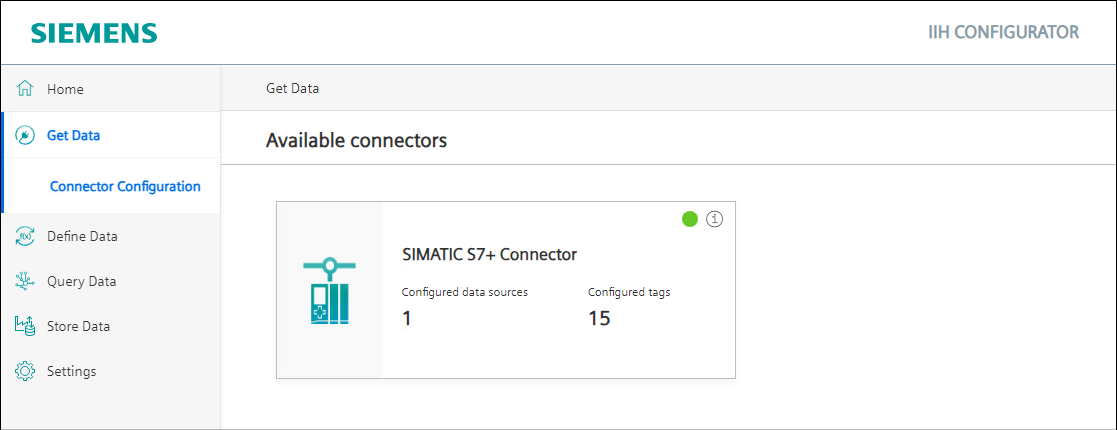 SIEMENS
IIH CONFIGURATOR
Home
Get Data
Connector Configuration
Define Data
Query Data
Store Data
Settings
Get Data
Available connectors
SIMATIC S7+ Connector
Configured data sources Configured tags
1 15